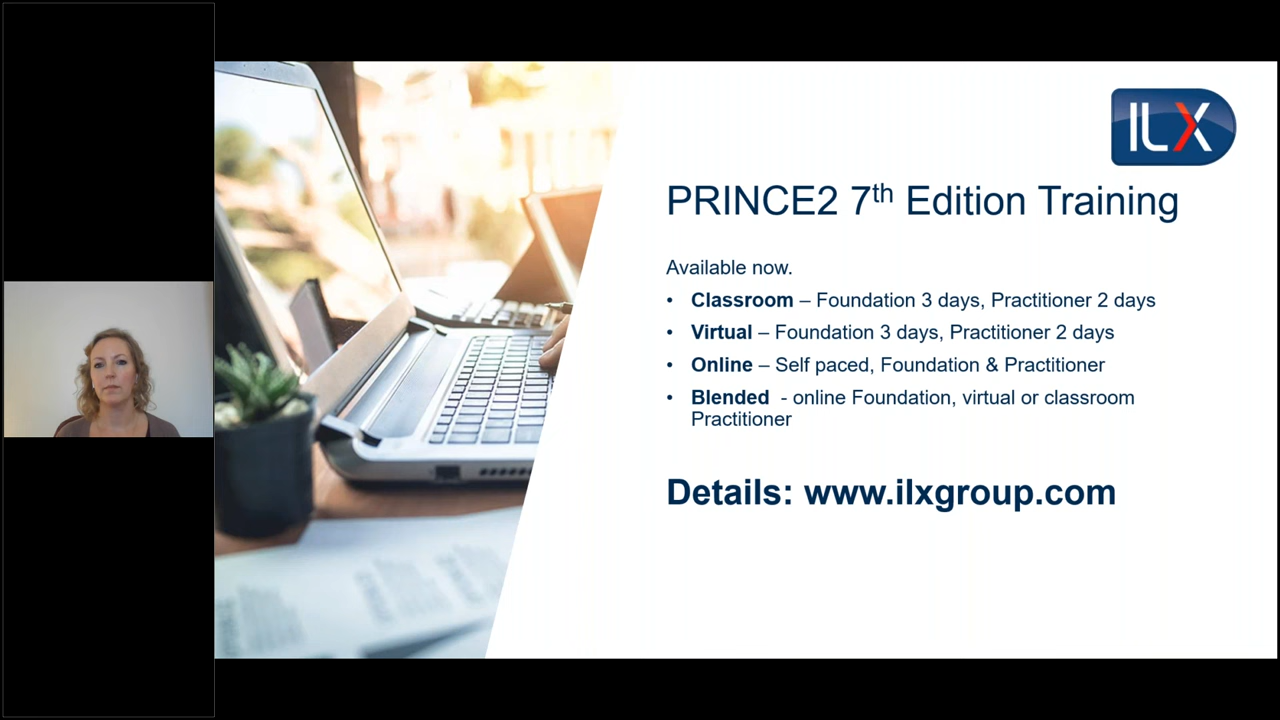 ILX
PRINCE2 7th Edition Training
Available now.
• Classroom – Foundation 3 days, Practitioner 2 days
• Virtual – Foundation 3 days, Practitioner 2 days
• Online – Self paced, Foundation & Practitioner
• Blended  - online Foundation, virtual or classroom
Practitioner
Details: www.ilxgroup.com